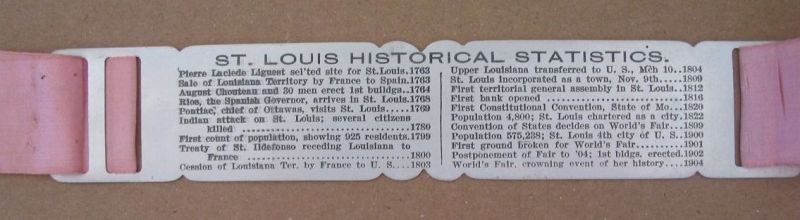 ST. LOUIS HISTORICAL STATISTICS.
Pierre Laclede Liguest sel'ted site for St. Louis.1763
Sale of Louisiana Territory by France to Spain.1763
August Chouteau and 30 men erect 1st buildgs..1764
Rios, the Spanish Governor, arrives in St. Louis.1768
Pontiac, chief of Ottawas, visits St. Louis.....1769
Indian attack on St. Louis; several citizens
killed ..........................1780
First count of population, showing 925 residents.1799
Treaty of St. Ildefonso receding Louisiana to
France ..........................1800
Cession of Louisiana Ter. by France to U. S....1803
Upper Louisiana transferred to U. S., Mch 10..1804
St. Louis incorporated as a town, Nov. 9th.....1809
First territorial general assembly in St. Louis..1812
First bank opened ..........................1816
First Constitutional Convention, State of Mo...1820
Population 4,800; St. Louis chartered as a city.1822
Convention of States decides on World's Fair...1899
Population 575,238; St. Louis 4th city of U. S.1900
First ground broken for World's Fair..........1901
Postponement of Fair to '04; 1st bldgs. erected.1902
World's Fair, crowning event of her history....1904